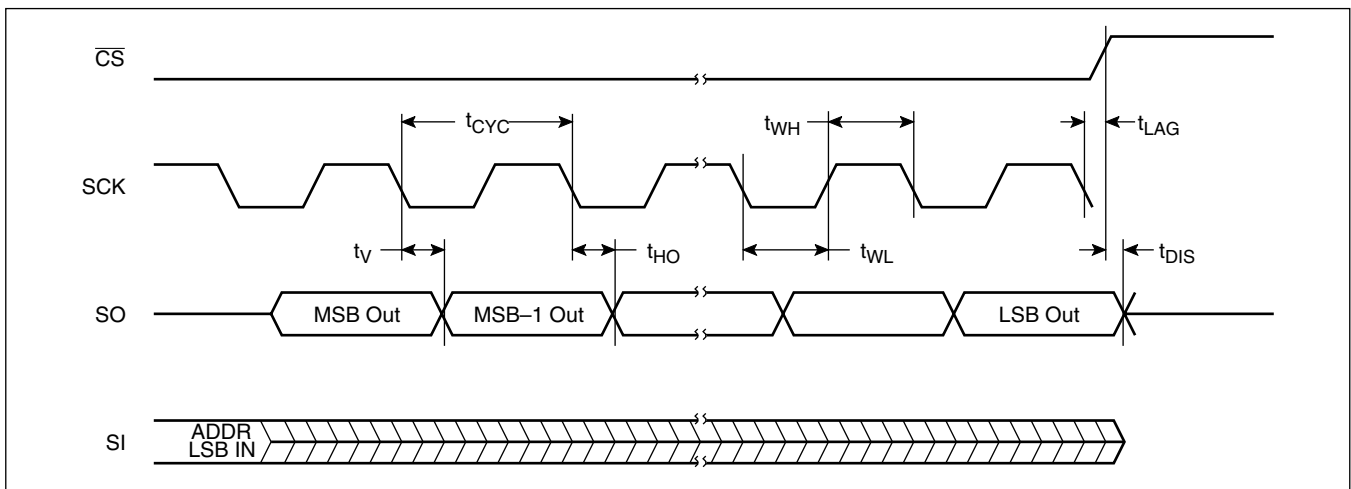 CS
tCYC
tWH
tLAG
SCK
tV
tHO
tWL
tDIS
SO
MSB Out
MSB–1 Out
LSB Out
SI
ADDR
LSB IN